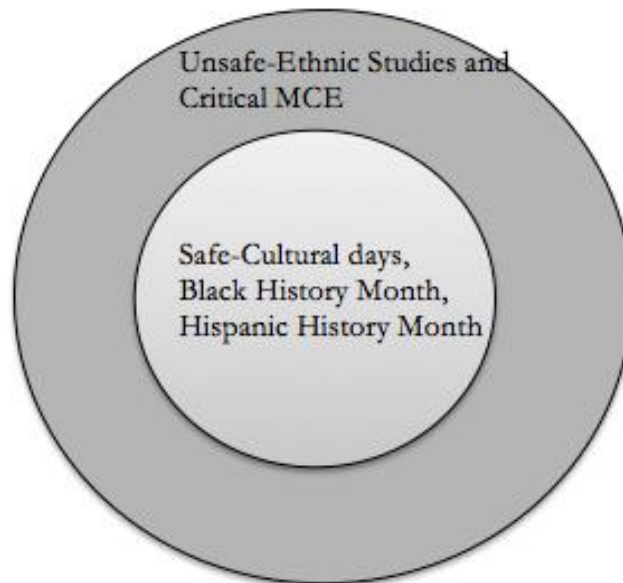 Unsafe-Ethnic Studies and
Critical MCE
Safe-Cultural days,
Black History Month,
Hispanic History Month